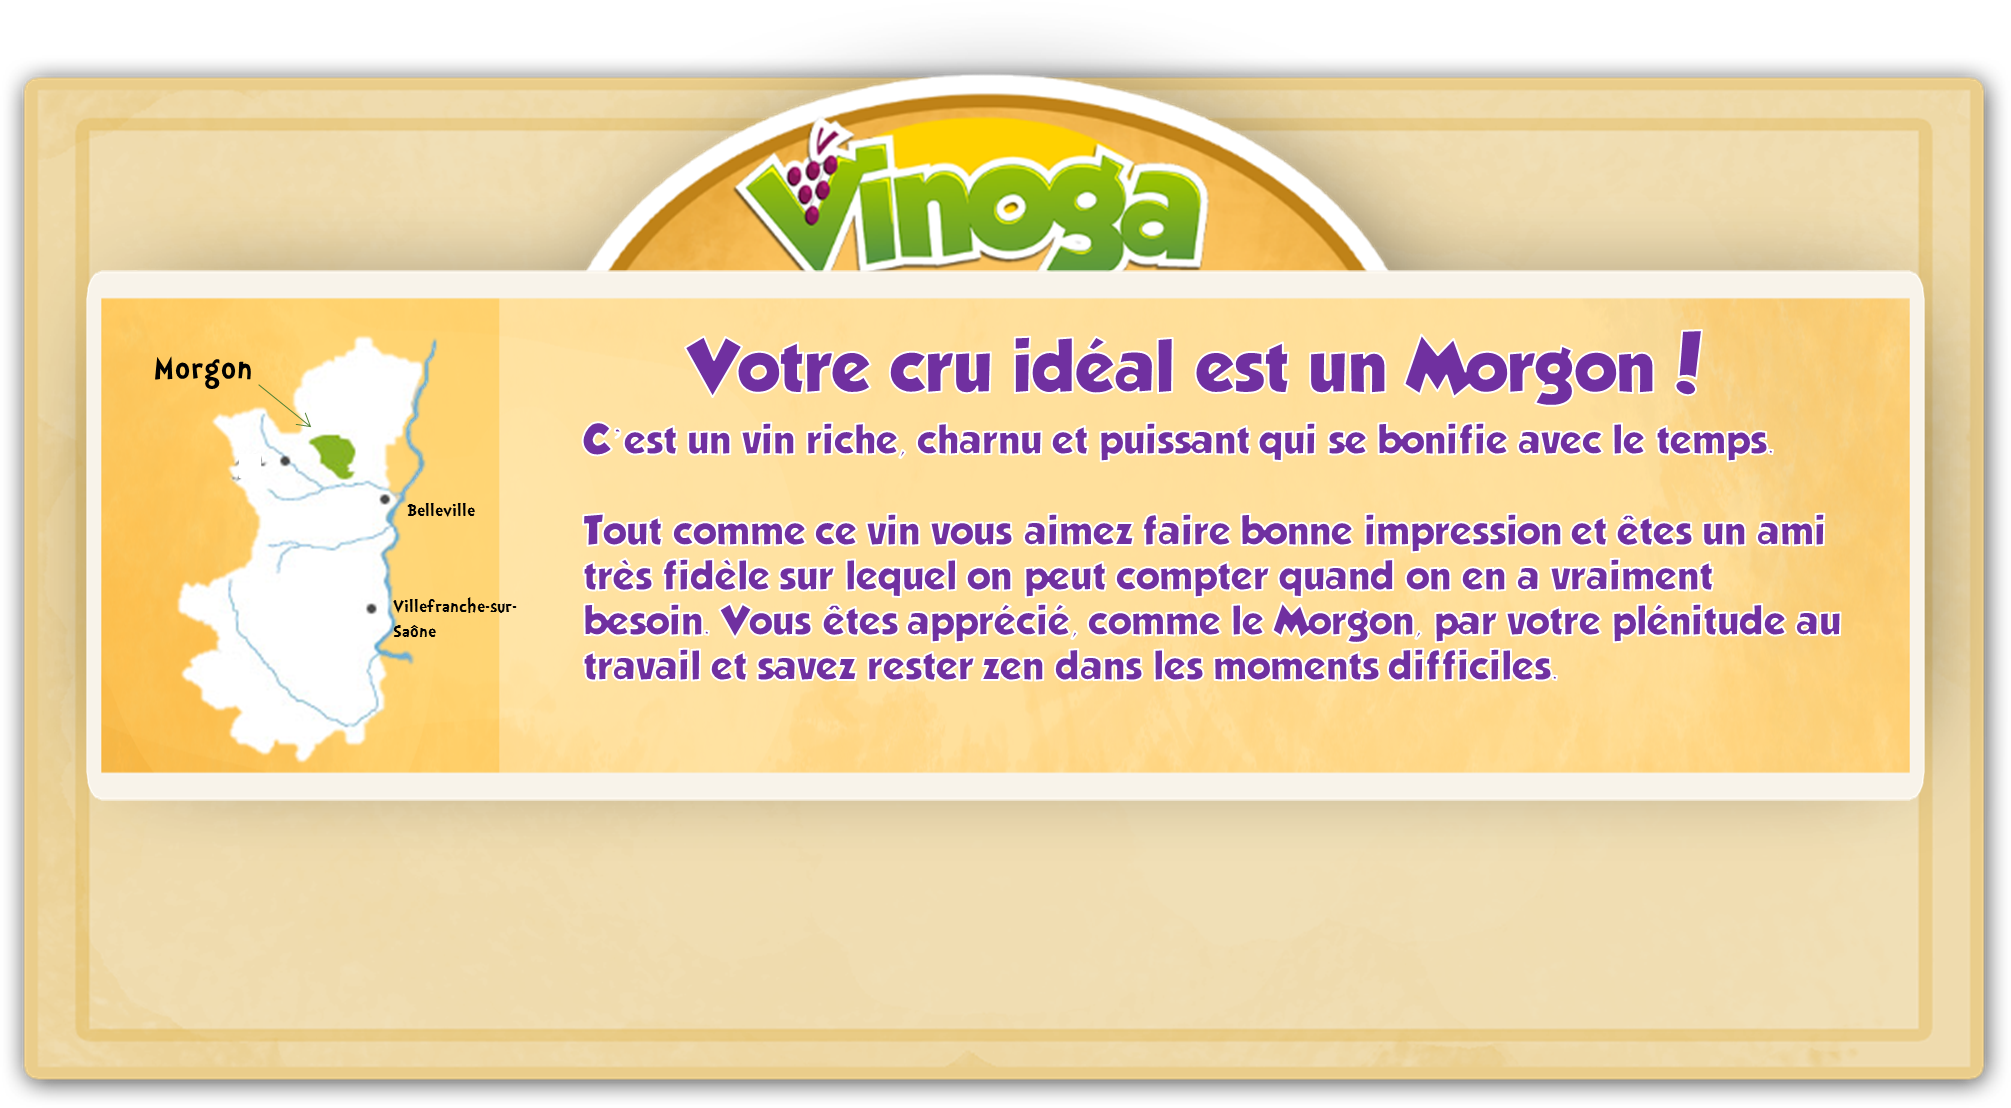 Vinoga
Morgon
Belleville
Villefranche-sur-
Saône
Votre cru idéal est un Morgon !
C'est un vin riche, charnu et puissant qui se bonifie avec le temps.
Tout comme ce vin vous aimez faire bonne impression et êtes un ami
très fidèle sur lequel on peut compter quand on en a vraiment
besoin. Vous êtes apprécié, comme le Morgon, par votre plénitude au
travail et savez rester zen dans les moments difficiles.